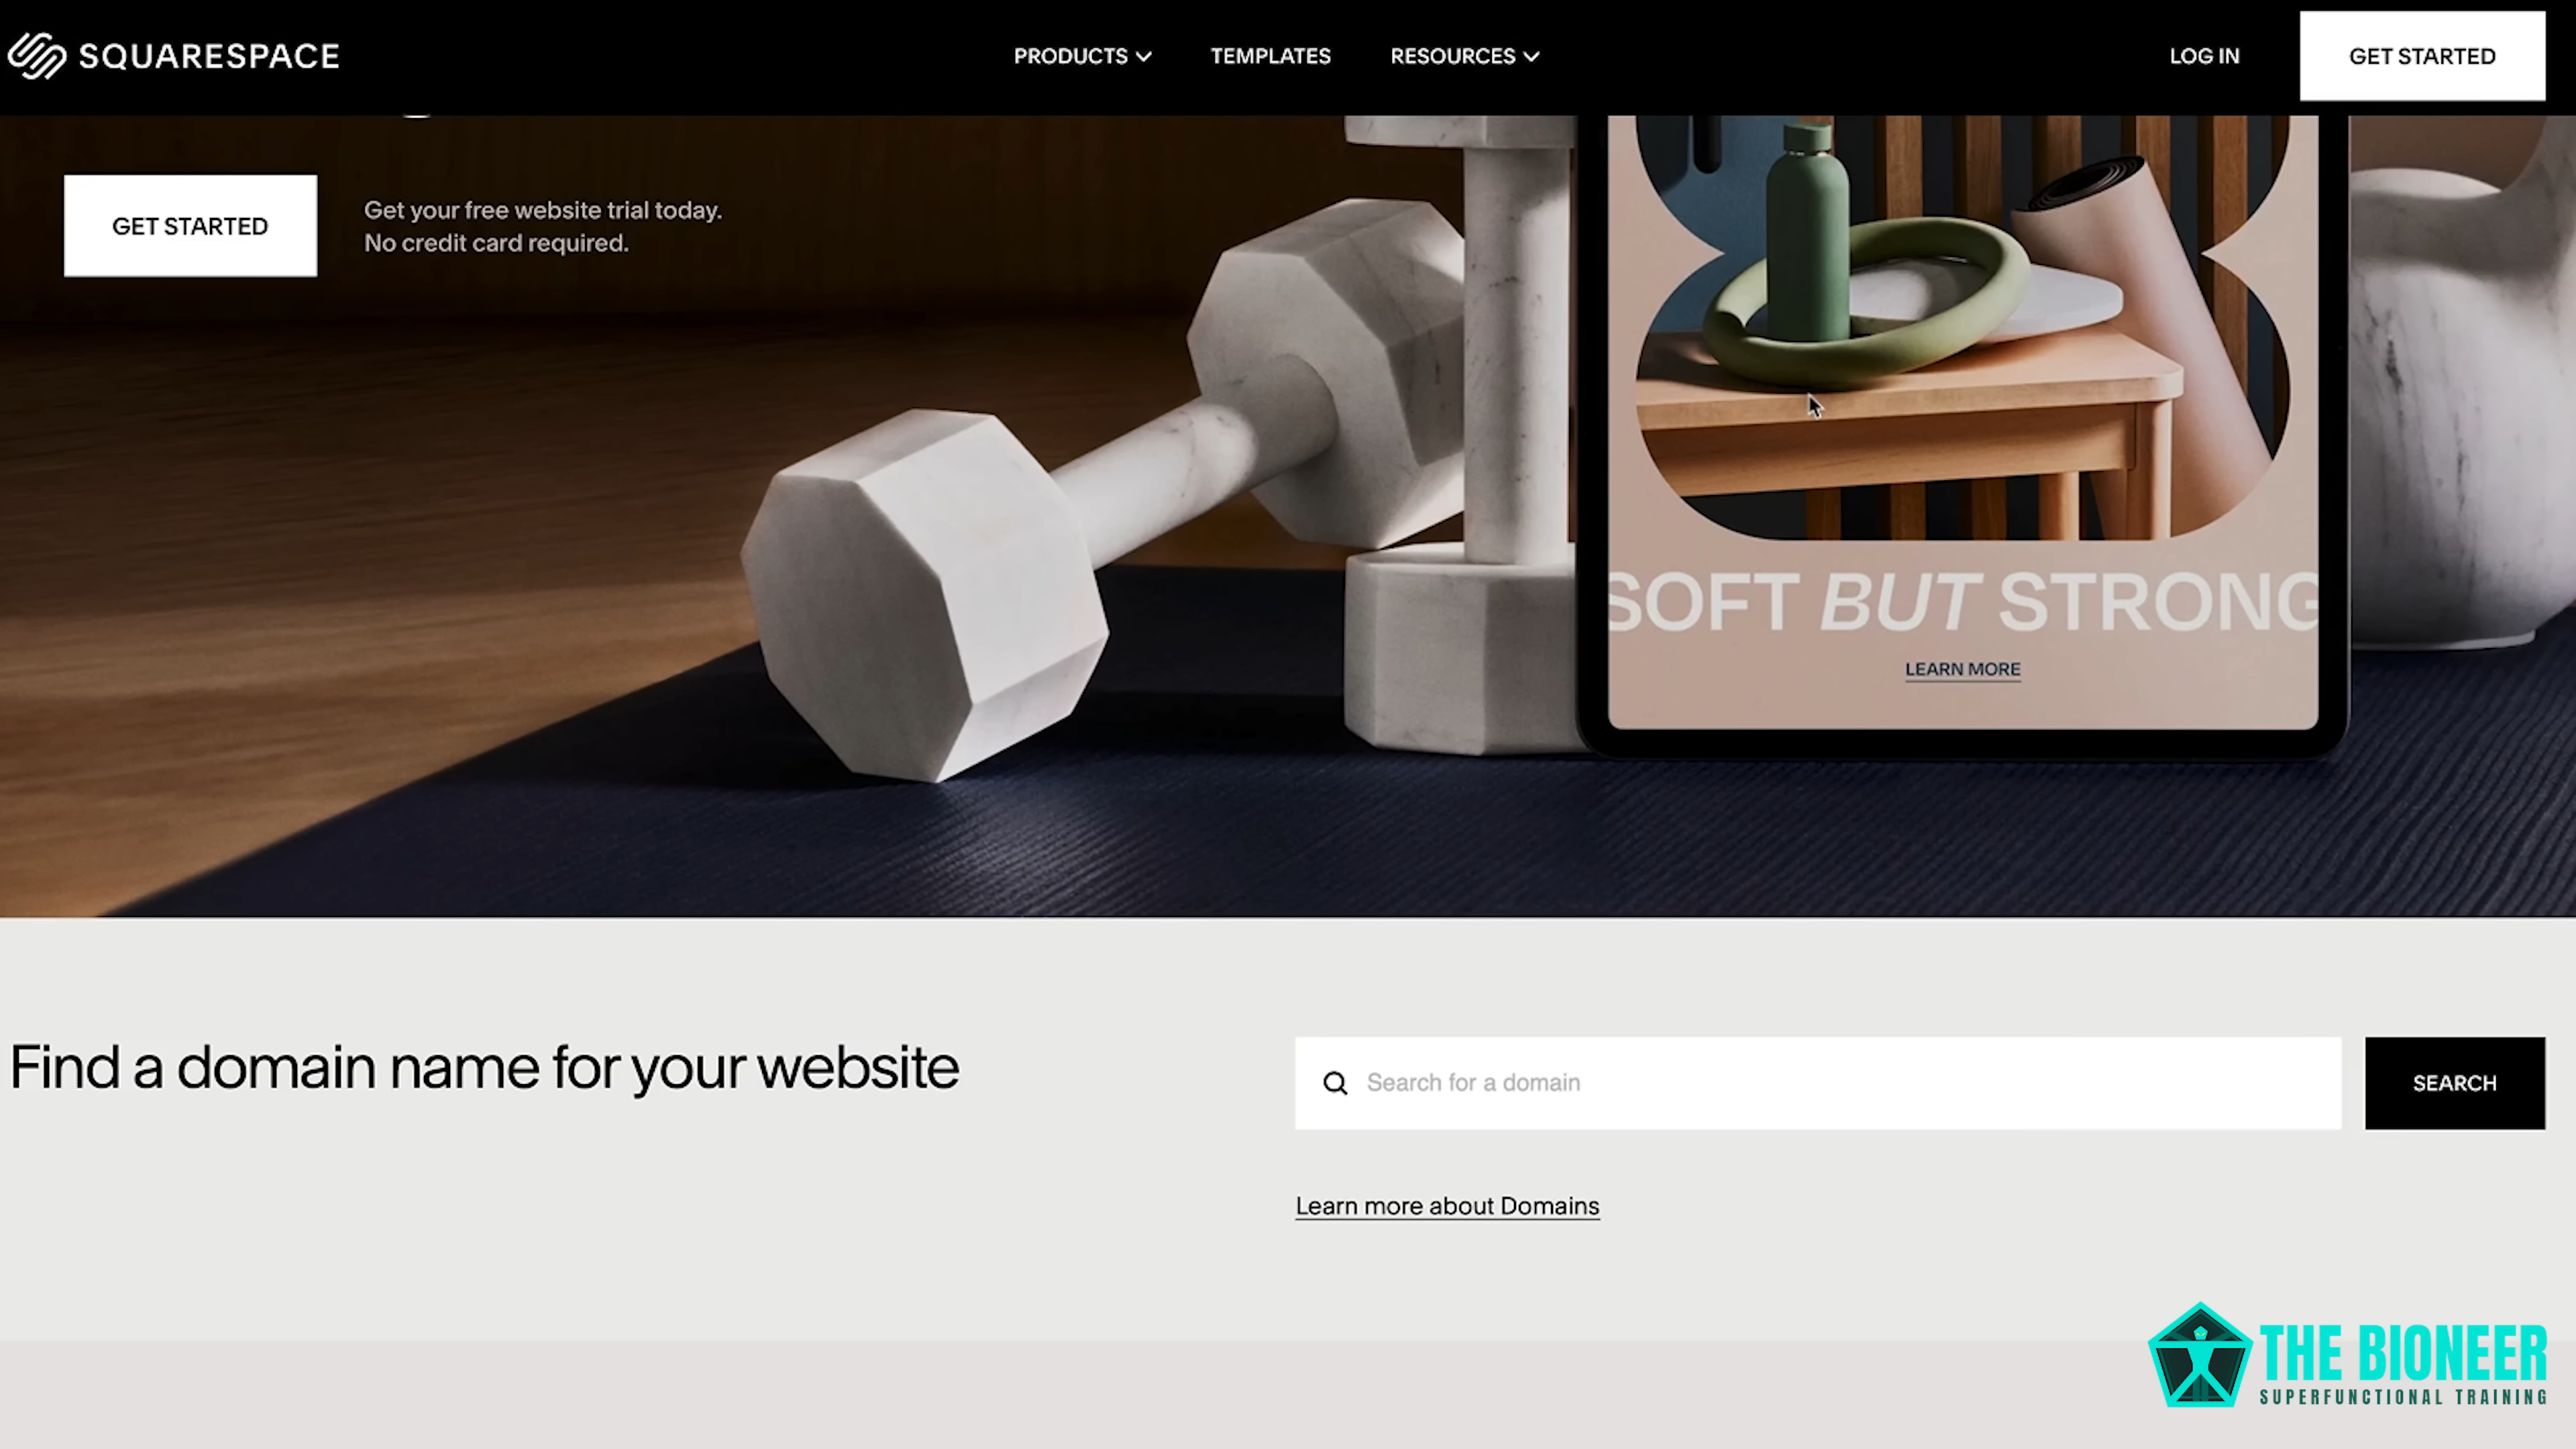 SQUARESPACE
PRODUCTS
TEMPLATES
RESOURCES
LOG IN
GET STARTED
GET STARTED
Get your free website trial today.
No credit card required.
SOFT BUT STRONG
LEARN MORE
Find a domain name for your website
Search for a domain
SEARCH
Learn more about Domains
THE BIONEER
SUPERFUNCTIONAL TRAINING